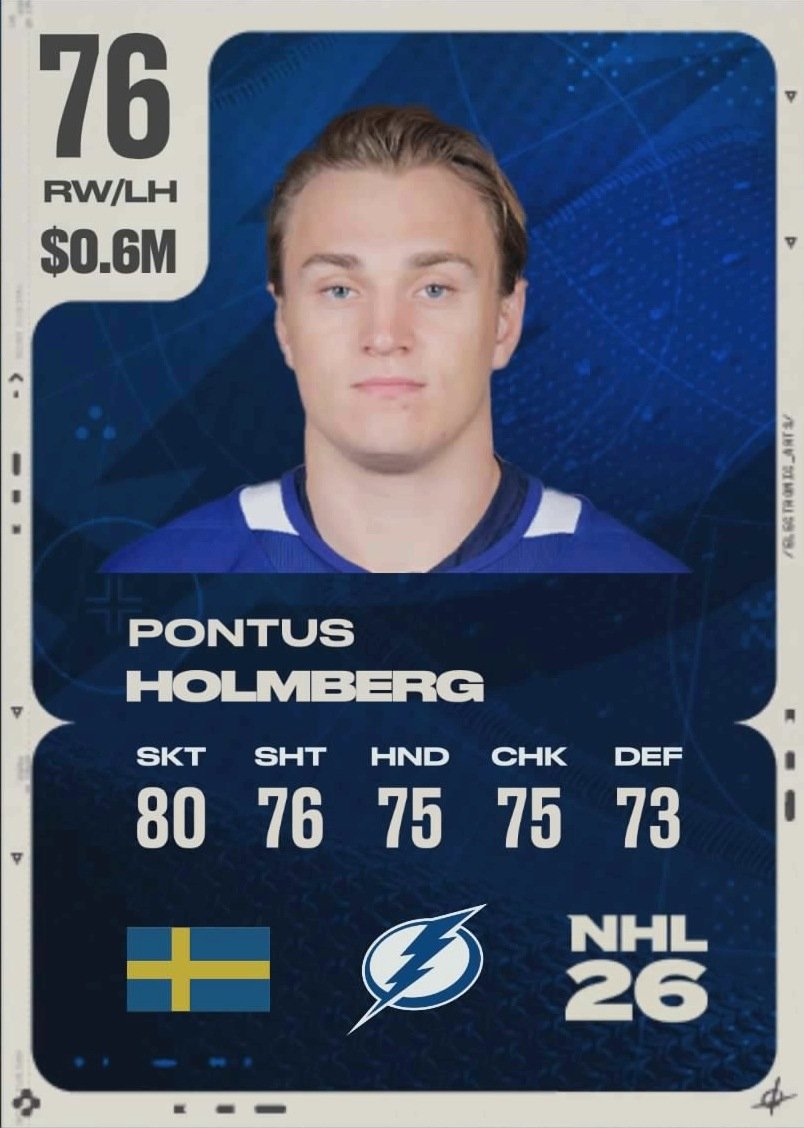 76
RW/LH
$0.6M
/ELECTRONIC_ARTS/
PONTUS
HOLMBERG
SKT SHT HND CHK DEF
80 76 75 75 73
NHL
26